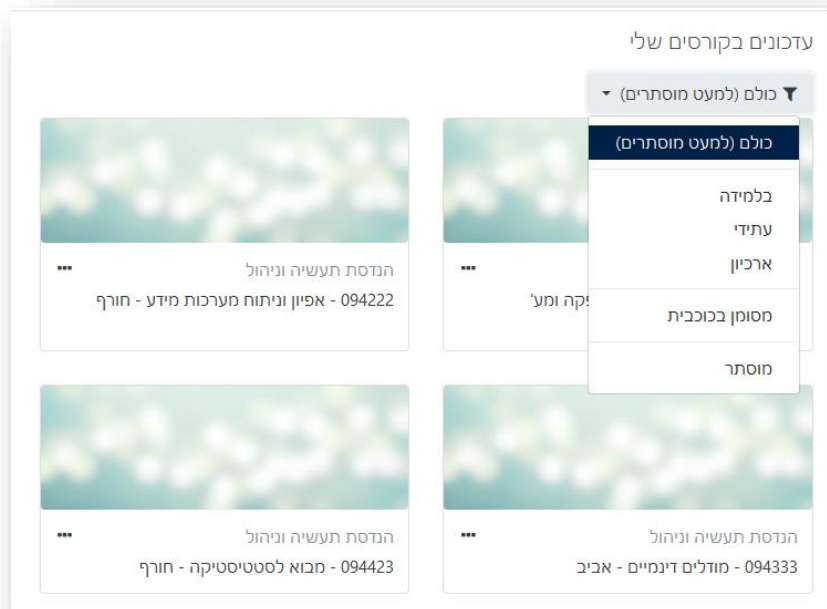 עדכונים בקורסים שלי
כולם (למעט מוסתרים)
כולם (למעט מוסתרים)
בלמידה
עתידי
ארכיון
מסומן בכוכבית
מוסתר
ומע'
הנדסת תעשיה וניהול
094222 - אפיון וניתוח מערכות מידע - חורף
הנדסת תעשיה וניהול
094333 - מודלים דינמיים - אביב
הנדסת תעשיה וניהול
094423 - מבוא לסטטיסטיקה - חורף